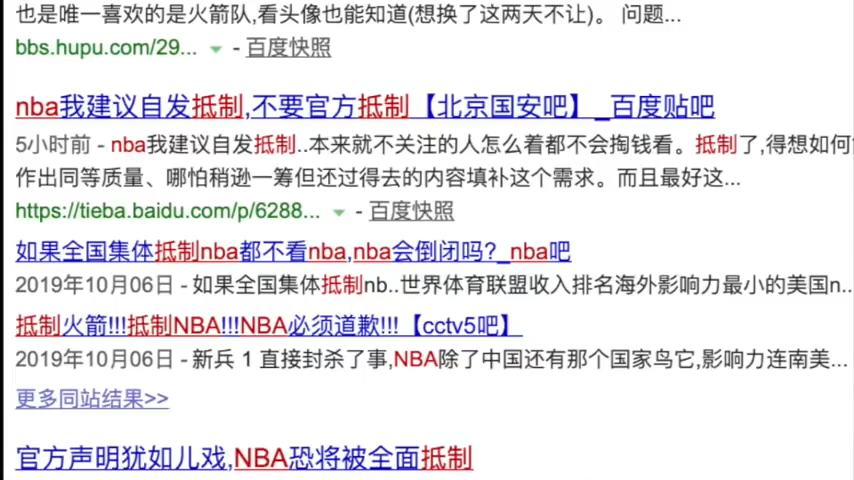 也是唯一喜欢的是火箭队,看头像也能知道(想换了这两天不让)。 问题...
bbs.hupu.com/29... - 百度快照
nba我建议自发抵制,不要官方抵制【北京国安吧】_百度贴吧
5小时前 - nba我建议自发抵制..本来就不关注的人怎么着都不会掏钱看。抵制了,得想如何
作出同等质量、哪怕稍逊一筹但还过得去的内容填补这个需求。而且最好这...
https://tieba.baidu.com/p/6288... - 百度快照
如果全国集体抵制nba都不看nba,nba会倒闭吗?_nba吧
2019年10月06日 - 如果全国集体抵制nb..世界体育联盟收入排名海外影响力最小的美国n..
抵制火箭!!!抵制NBA!!!NBA必须道歉!!!【cctv5吧】
2019年10月06日 - 新兵 1 直接封杀了事,NBA除了中国还有那个国家鸟它,影响力连南美...
更多同站结果>>
官方声明犹如儿戏,NBA恐将被全面抵制